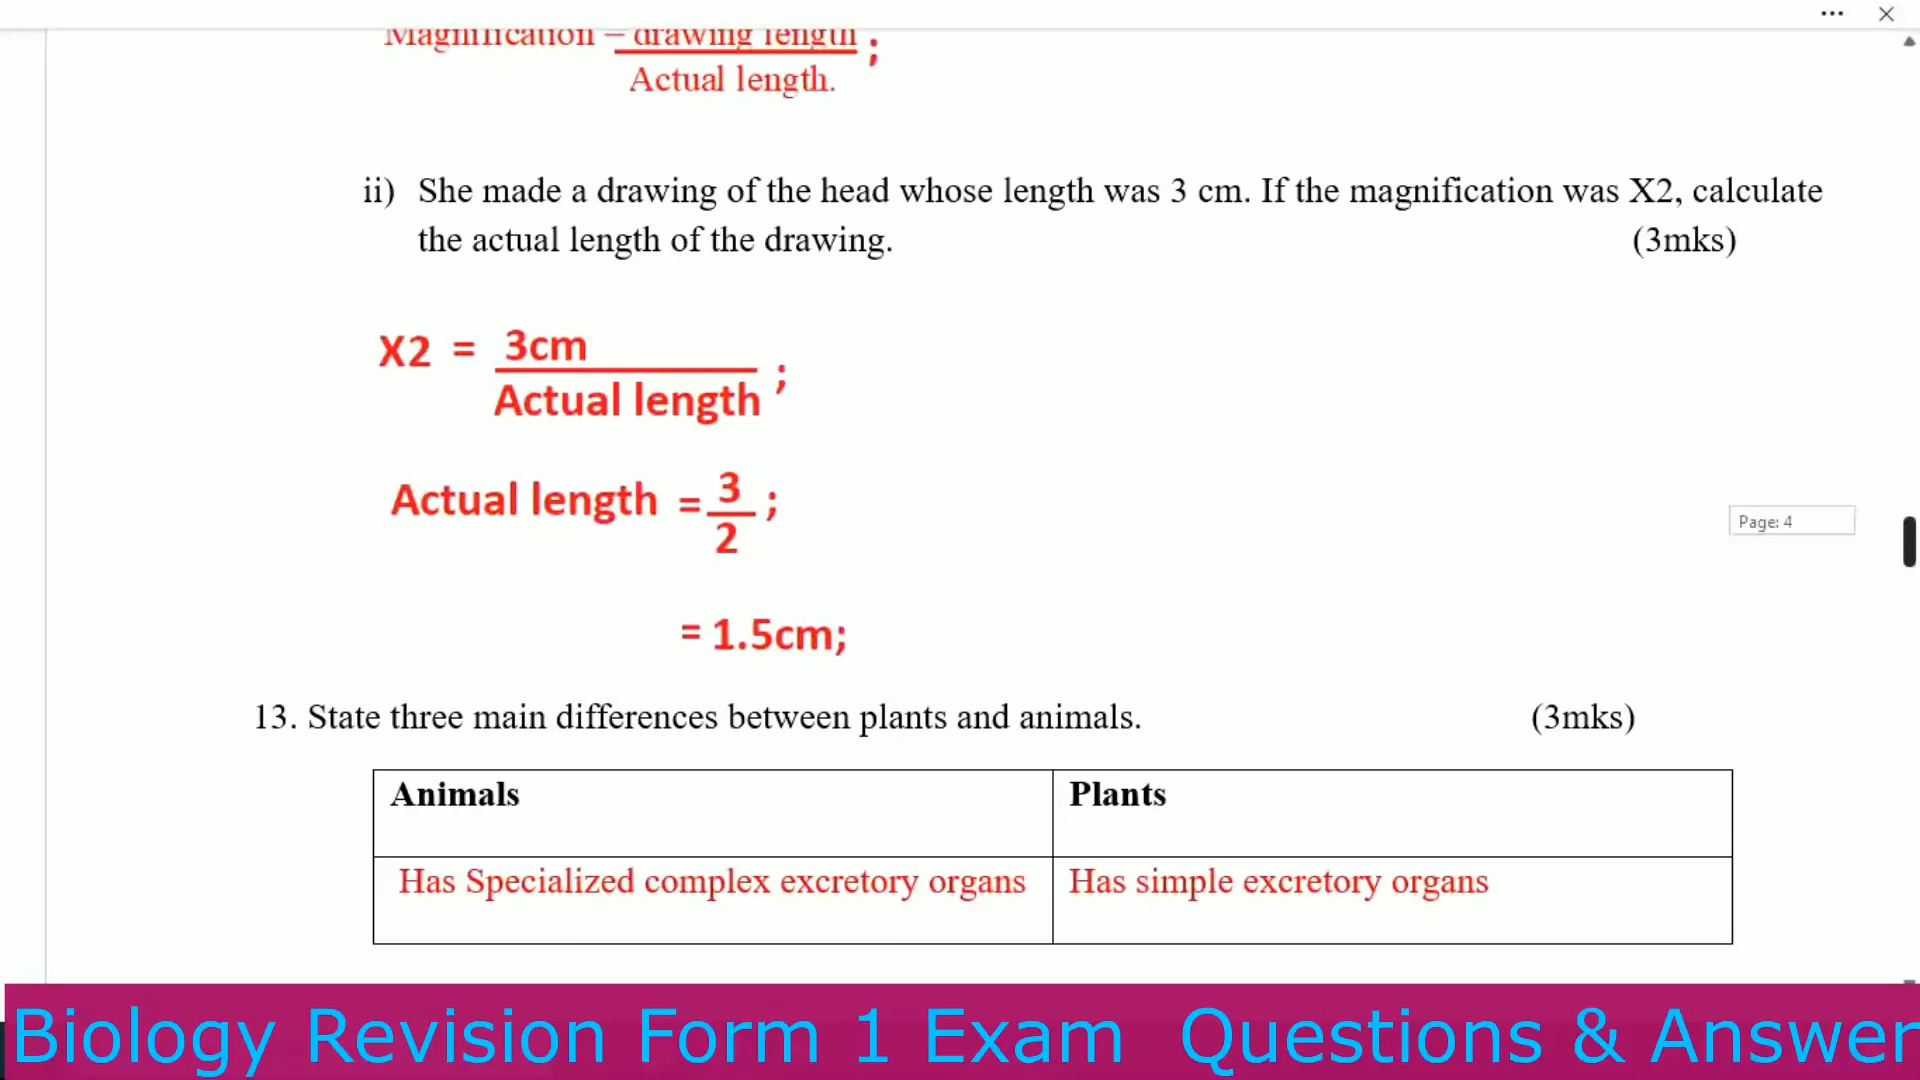 Magnification = drawing length ;
Actual length.
ii) She made a drawing of the head whose length was 3 cm. If the magnification was X2, calculate
the actual length of the drawing. (3mks)
X2 = 3cm ;
Actual length
Actual length = 3 ;
2
= 1.5cm;
Page: 4
13. State three main differences between plants and animals. (3mks)
Animals Plants
Has Specialized complex excretory organs Has simple excretory organs
Biology Revision Form 1 Exam Questions & Answer